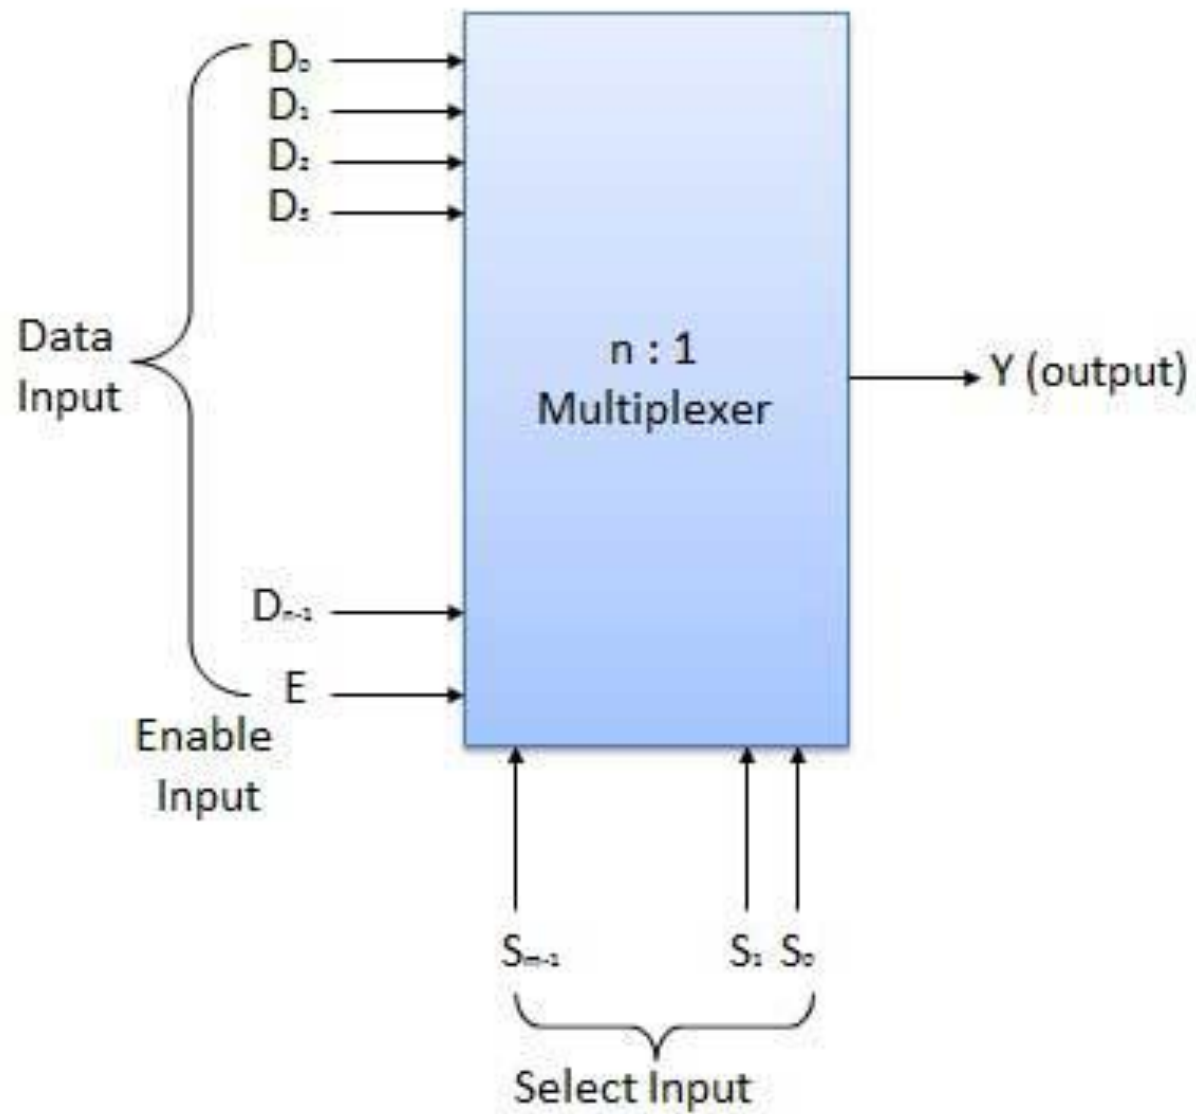 D₀
D₁
D₂
D₃
Data
Input
n : 1
Multiplexer
Y (output)
Dₙ₋₁
E
Enable
Input
Sₘ₋₁ S₁ S₀
Select Input